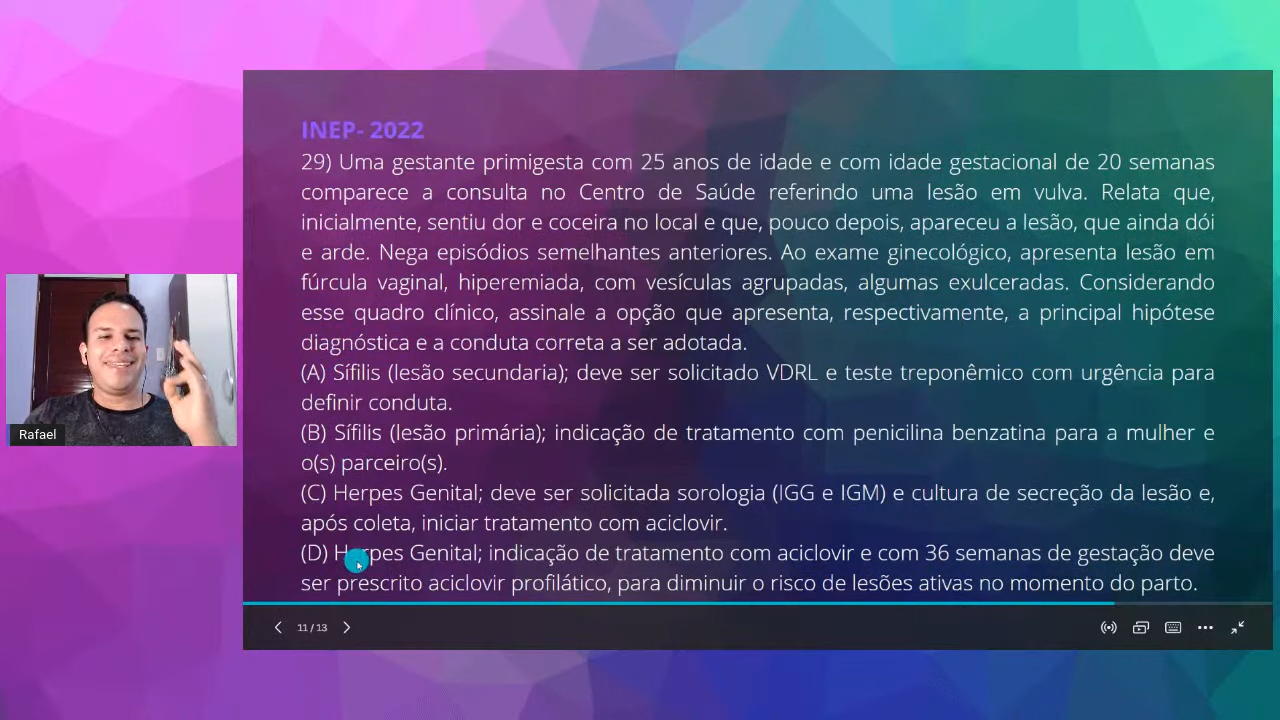 INEP- 2022
29) Uma gestante primigesta com 25 anos de idade e com idade gestacional de 20 semanas
comparece a consulta no Centro de Saúde referindo uma lesão em vulva. Relata que,
inicialmente, sentiu dor e coceira no local e que, pouco depois, apareceu a lesão, que ainda dói
e arde. Nega episódios semelhantes anteriores. Ao exame ginecológico, apresenta lesão em
fúrcula vaginal, hiperemiada, com vesículas agrupadas, algumas exulceradas. Considerando
esse quadro clínico, assinale a opção que apresenta, respectivamente, a principal hipótese
diagnóstica e a conduta correta a ser adotada.
(A) Sífilis (lesão secundaria); deve ser solicitado VDRL e teste treponêmico com urgência para
definir conduta.
(B) Sífilis (lesão primária); indicação de tratamento com penicilina benzatina para a mulher e
o(s) parceiro(s).
(C) Herpes Genital; deve ser solicitada sorologia (IGG e IGM) e cultura de secreção da lesão e,
após coleta, iniciar tratamento com aciclovir.
(D) Herpes Genital; indicação de tratamento com aciclovir e com 36 semanas de gestação deve
ser prescrito aciclovir profilático, para diminuir o risco de lesões ativas no momento do parto.
Rafael
11 / 13